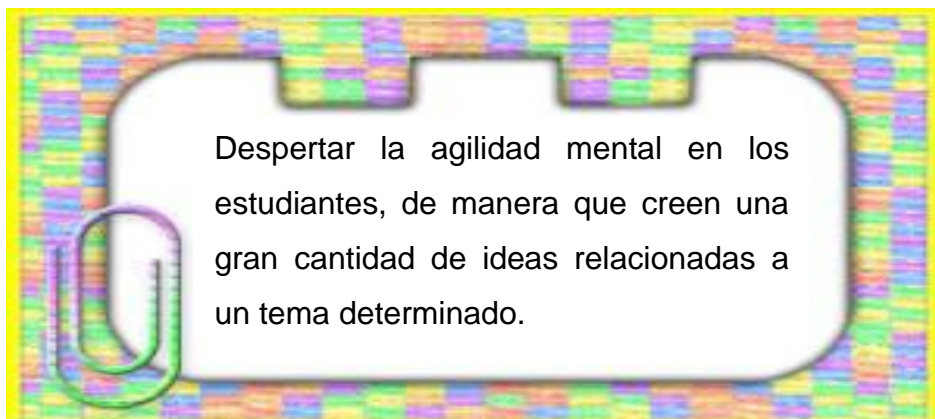 Despertar la agilidad mental en los
estudiantes, de manera que creen una
gran cantidad de ideas relacionadas a
un tema determinado.